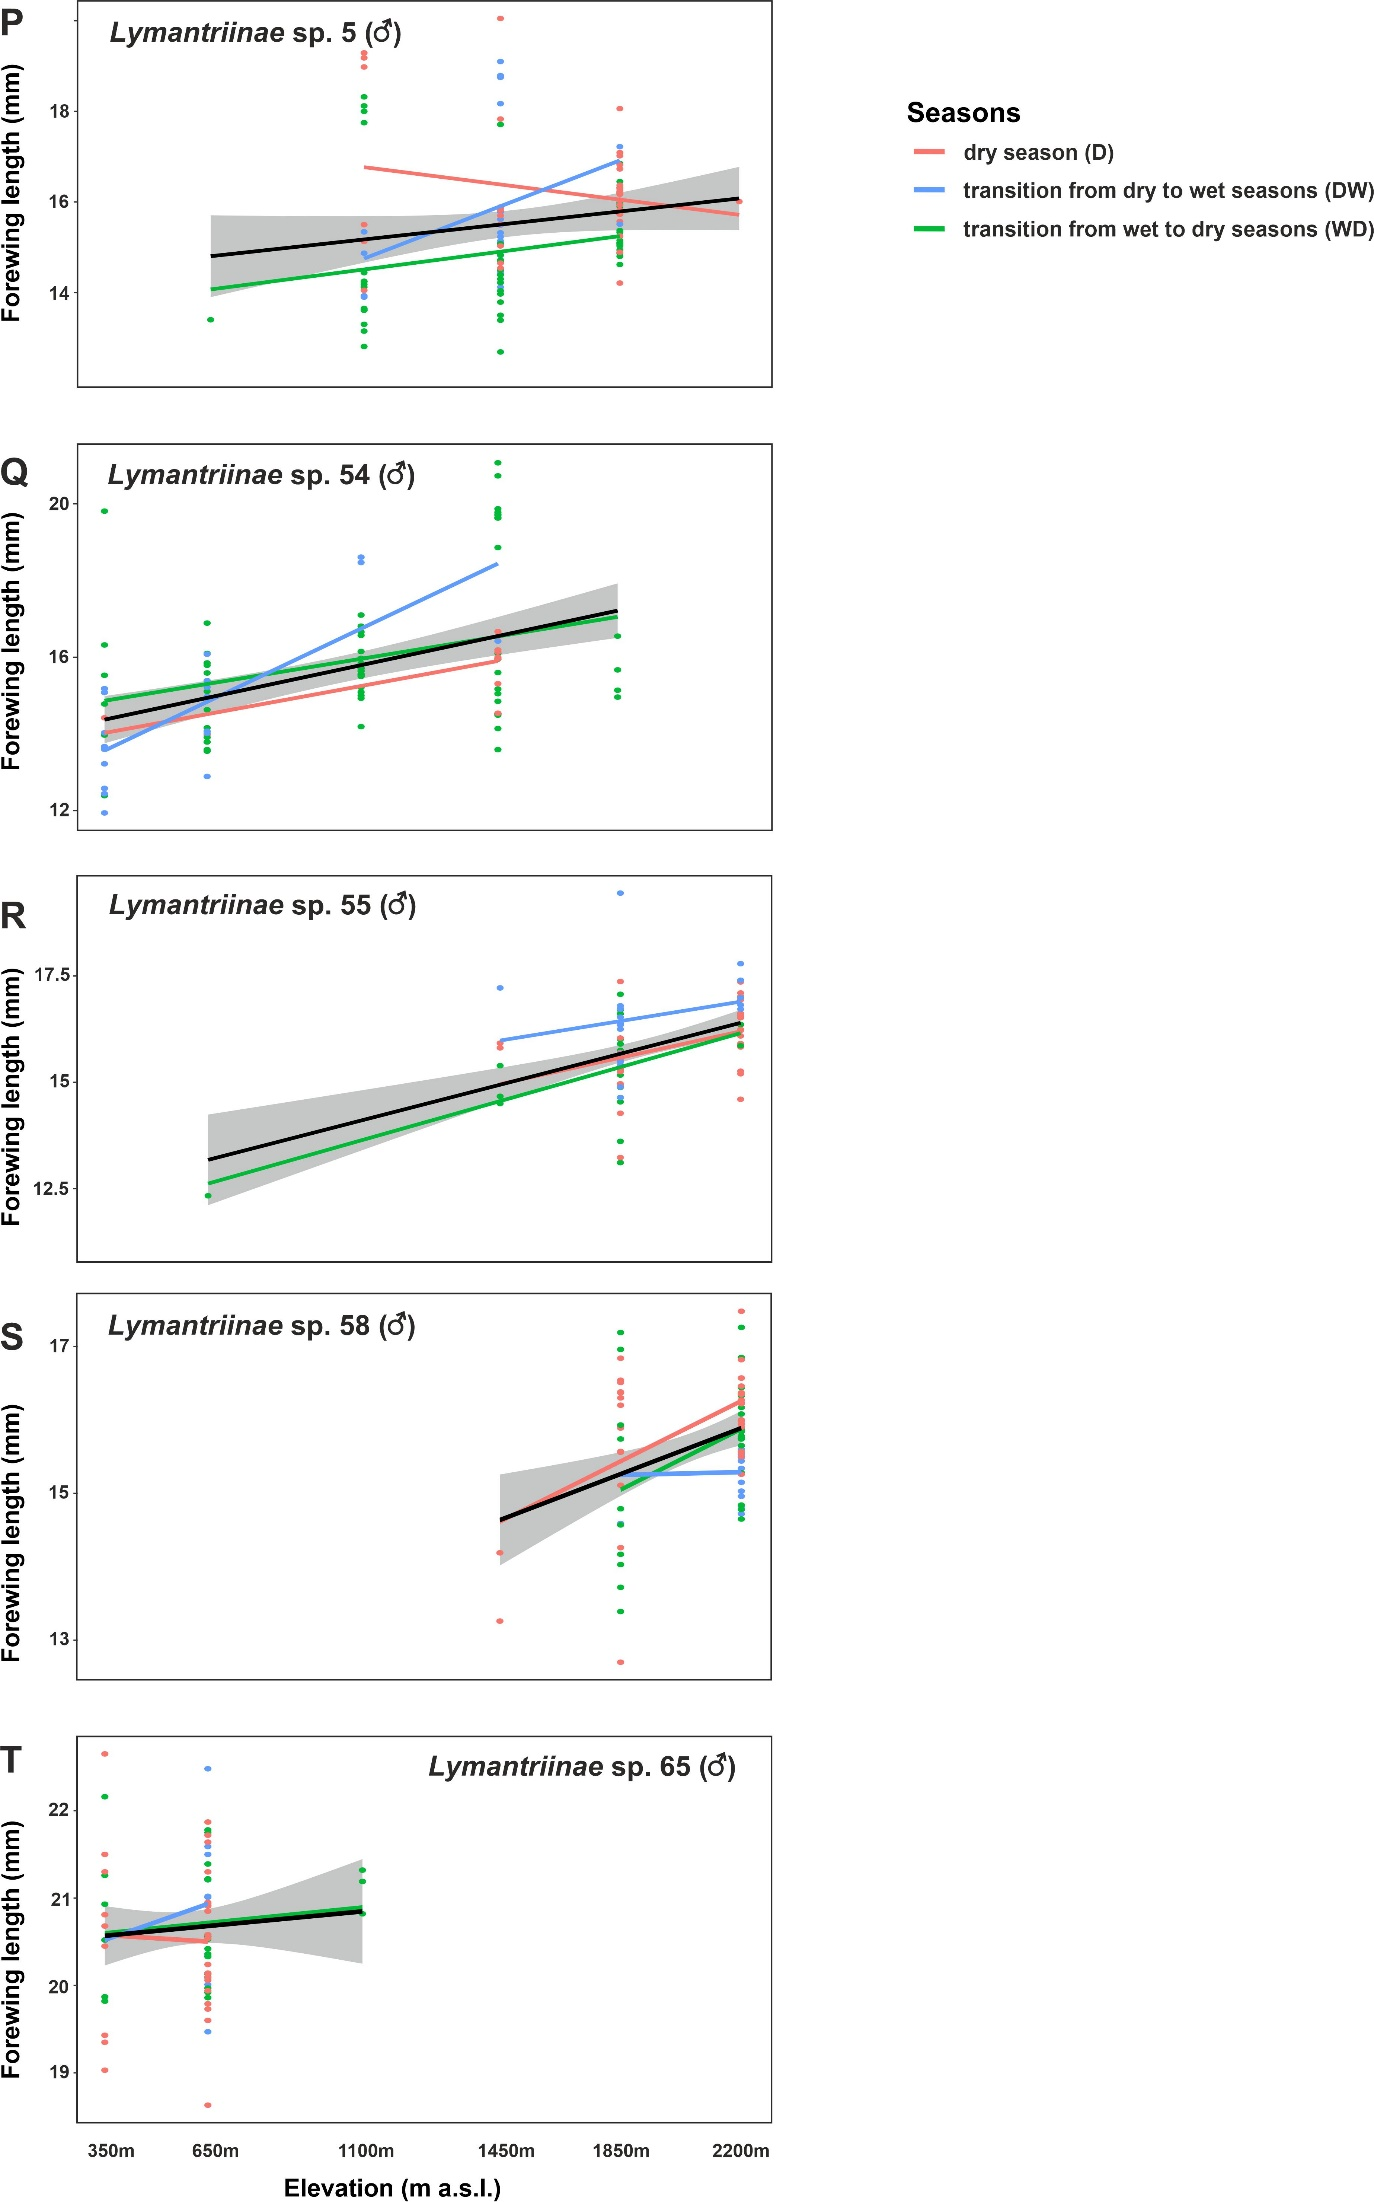 P
Lymantriinae sp. 5 (♂)
Forewing length (mm)
18
16
14
Seasons
dry season (D)
transition from dry to wet seasons (DW)
transition from wet to dry seasons (WD)
Q
Lymantriinae sp. 54 (♂)
Forewing length (mm)
20
16
12
R
Lymantriinae sp. 55 (♂)
Forewing length (mm)
17.5
15
12.5
S
Lymantriinae sp. 58 (♂)
Forewing length (mm)
17
15
13
T
Lymantriinae sp. 65 (♂)
Forewing length (mm)
22
21
20
19
350m 650m 1100m 1450m 1850m 2200m
Elevation (m a.s.l.)